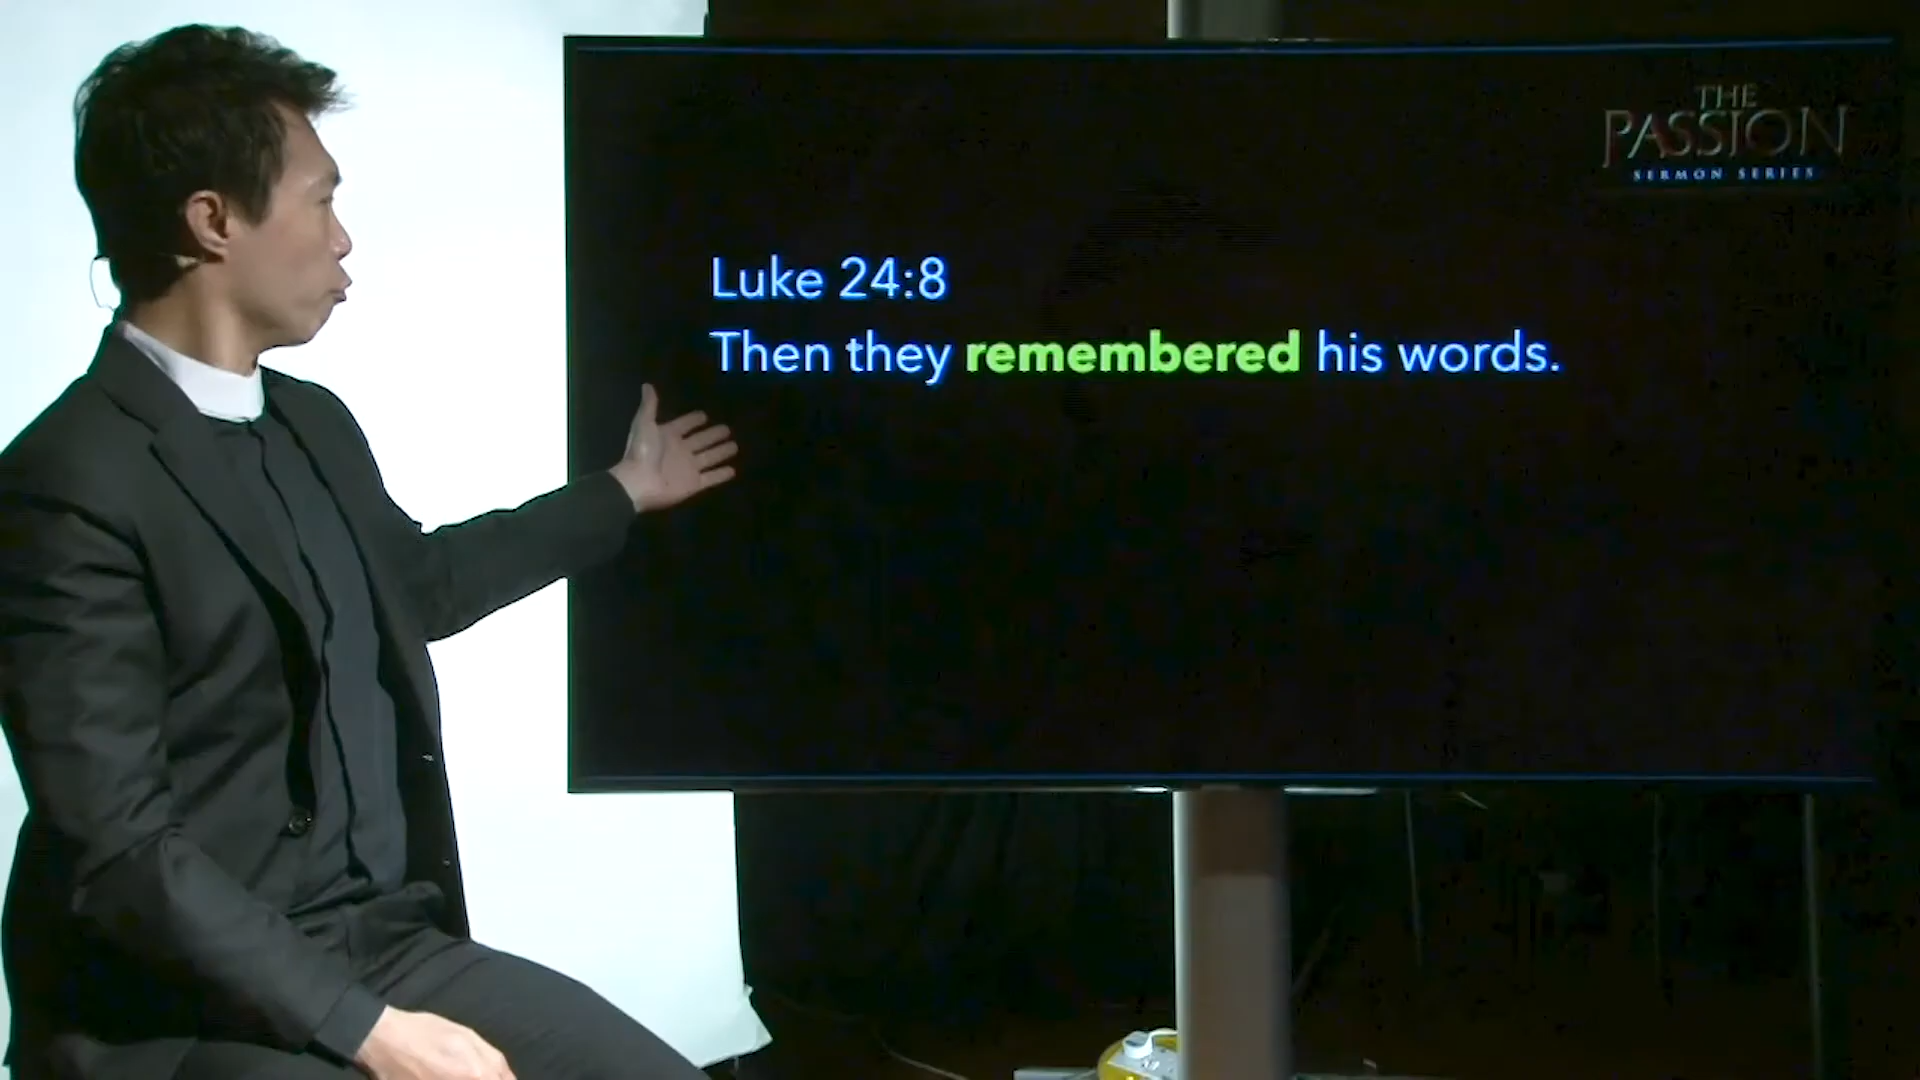 THE
PASSION
SERMON SERIES
Luke 24:8
Then they remembered his words.